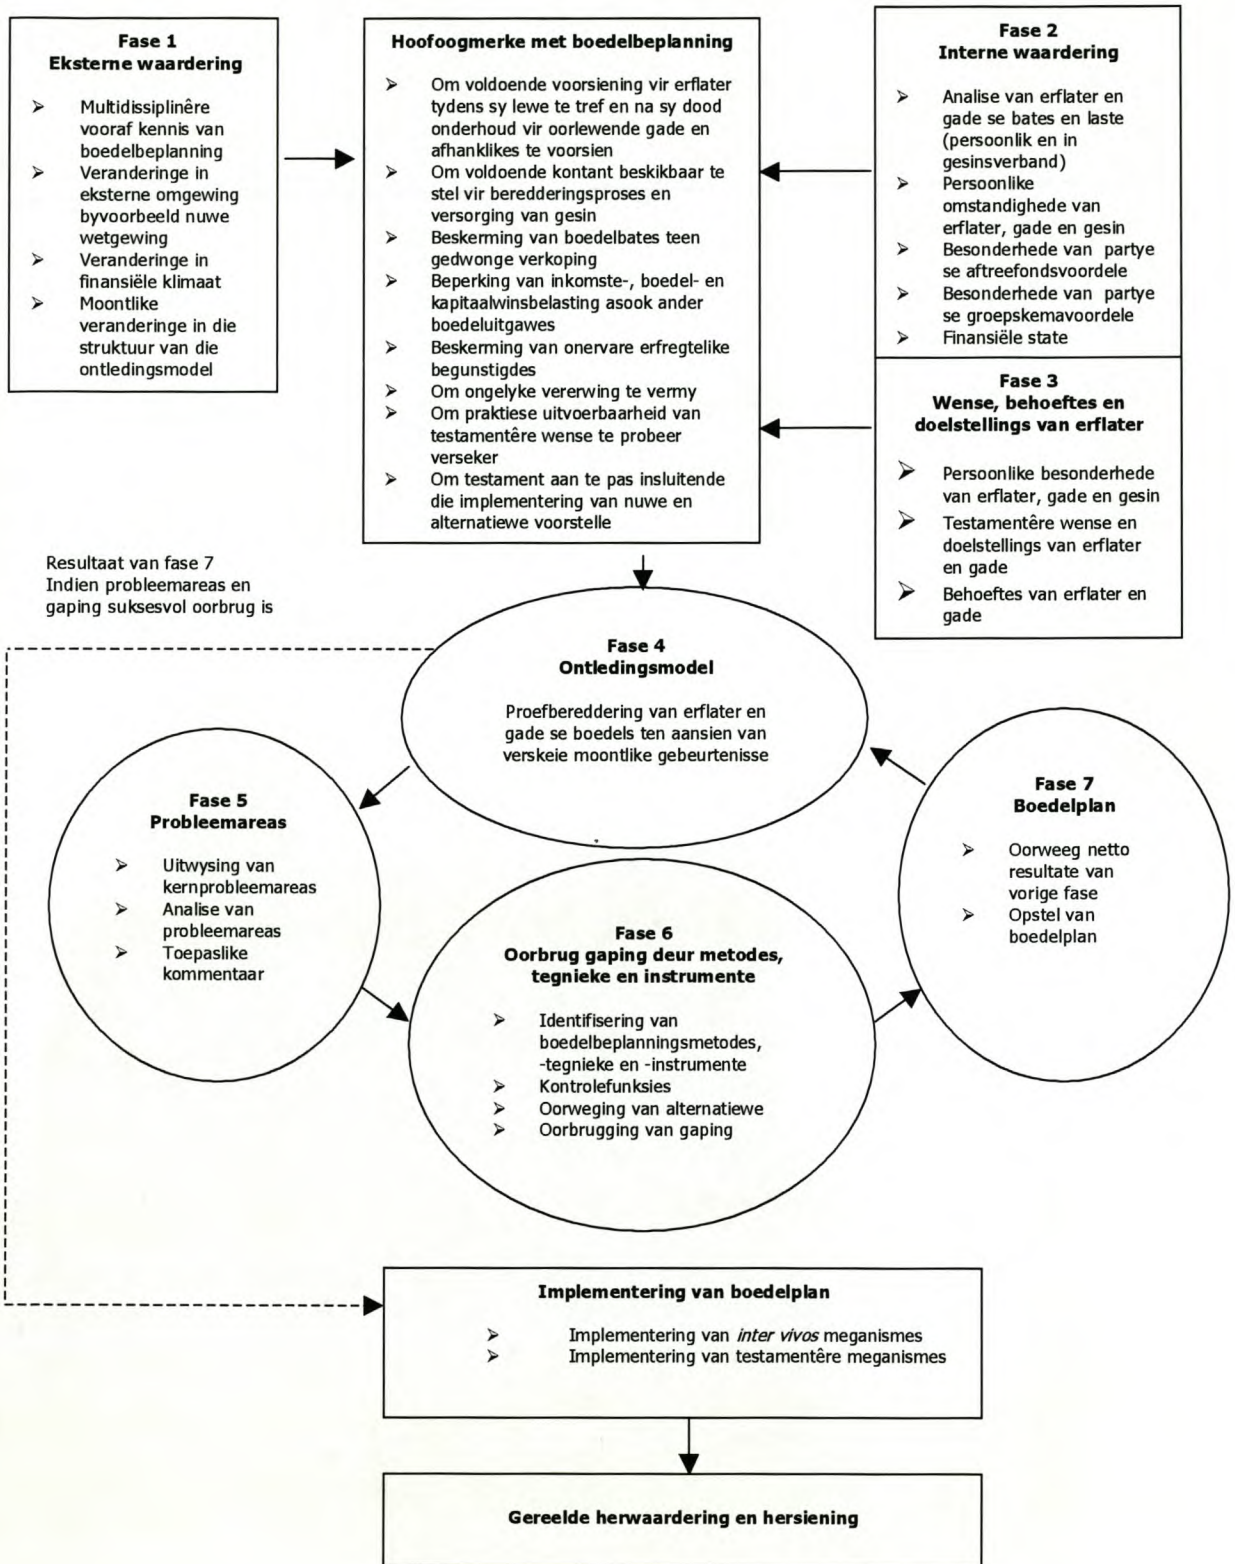 Fase 1
Eksterne waardering
➢ Multidissiplinêre
vooraf kennis van
boedelbeplanning
➢ Veranderinge in
eksterne omgewing
byvoorbeeld nuwe
wetgewing
➢ Veranderinge in
finansiële klimaat
➢ Moontlike
veranderinge in die
struktuur van die
ontledingsmodel
Hoofoogmerke met boedelbeplanning
➢ Om voldoende voorsiening vir erflater
tydens sy lewe te tref en na sy dood
onderhoud vir oorlewende gade en
afhanklikes te voorsien
➢ Om voldoende kontant beskikbaar te
stel vir beredderingsproses en
versorging van gesin
➢ Beskerming van boedelbates teen
gedwonge verkoping
➢ Beperking van inkomste-, boedel- en
kapitaalwinsbelasting asook ander
boedeluitgawes
➢ Beskerming van onervare erfregtelike
begunstigdes
➢ Om ongelyke vererwing te vermy
➢ Om praktiese uitvoerbaarheid van
testamentêre wense te probeer
verseker
➢ Om testament aan te pas insluitende
die implementering van nuwe en
alternatiewe voorstelle
Fase 2
Interne waardering
➢ Analise van erflater en
gade se bates en laste
(persoonlik en in
gesinsverband)
➢ Persoonlike
omstandighede van
erflater, gade en gesin
➢ Besonderhede van partye
se aftreefondsvoordele
➢ Besonderhede van partye
se groepskemavoordele
➢ Finansiële state
Fase 3
Wense, behoeftes en
doelstellings van erflater
➢ Persoonlike besonderhede
van erflater, gade en gesin
➢ Testamentêre wense en
doelstellings van erflater
en gade
➢ Behoeftes van erflater en
gade
Resultaat van fase 7
Indien probleemareas en
gaping suksesvol oorbrug is
Fase 4
Ontledingsmodel
Proefbereddering van erflater en
gade se boedels ten aansien van
verskeie moontlike gebeurtenisse
Fase 5
Probleemareas
➢ Uitwysing van
kernprobleemareas
➢ Analise van
probleemareas
➢ Toepaslike
kommentaar
Fase 6
Oorbrug gaping deur metodes,
tegnieke en instrumente
➢ Identifisering van
boedelbeplanningsmetodes,
-tegnieke en -instrumente
➢ Kontrolefunksies
➢ Oorweging van alternatiewe
➢ Oorbrugging van gaping
Fase 7
Boedelplan
➢ Oorweeg netto
resultate van
vorige fase
➢ Opstel van
boedelplan
Implementering van boedelplan
➢ Implementering van inter vivos meganismes
➢ Implementering van testamentêre meganismes
Gereelde herwaardering en hersiening